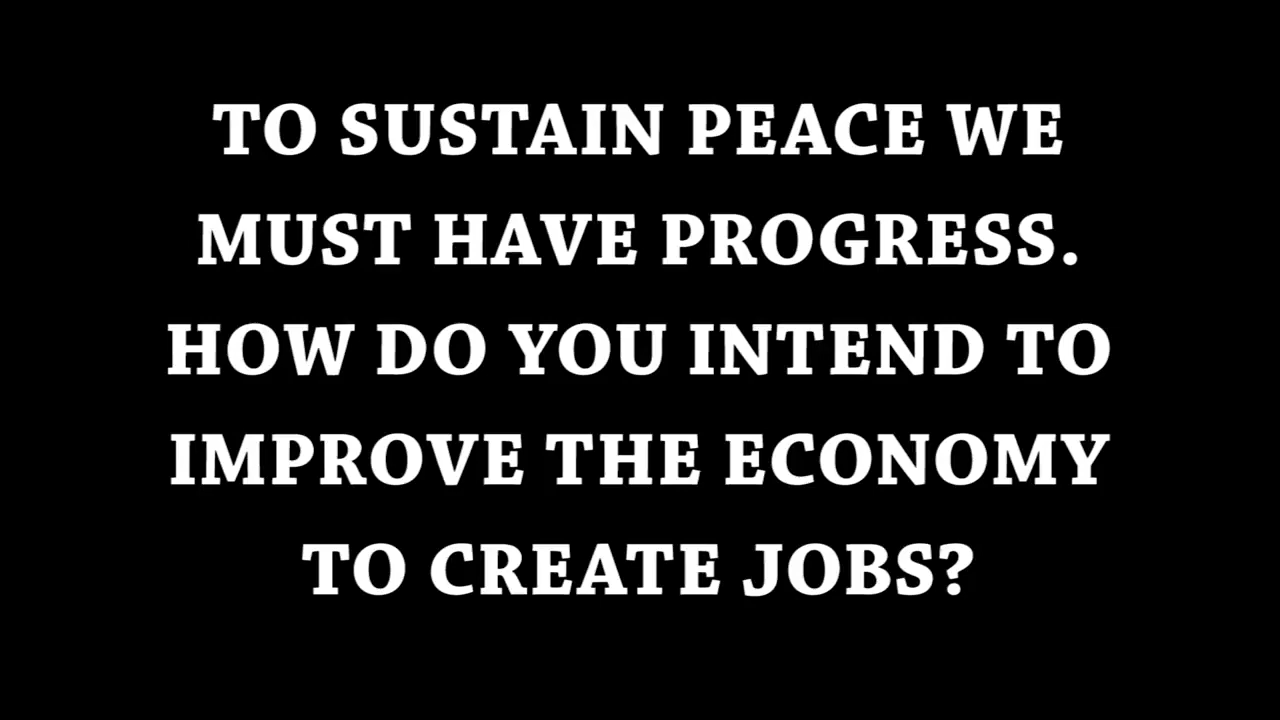 TO SUSTAIN PEACE WE
MUST HAVE PROGRESS.
HOW DO YOU INTEND TO
IMPROVE THE ECONOMY
TO CREATE JOBS?